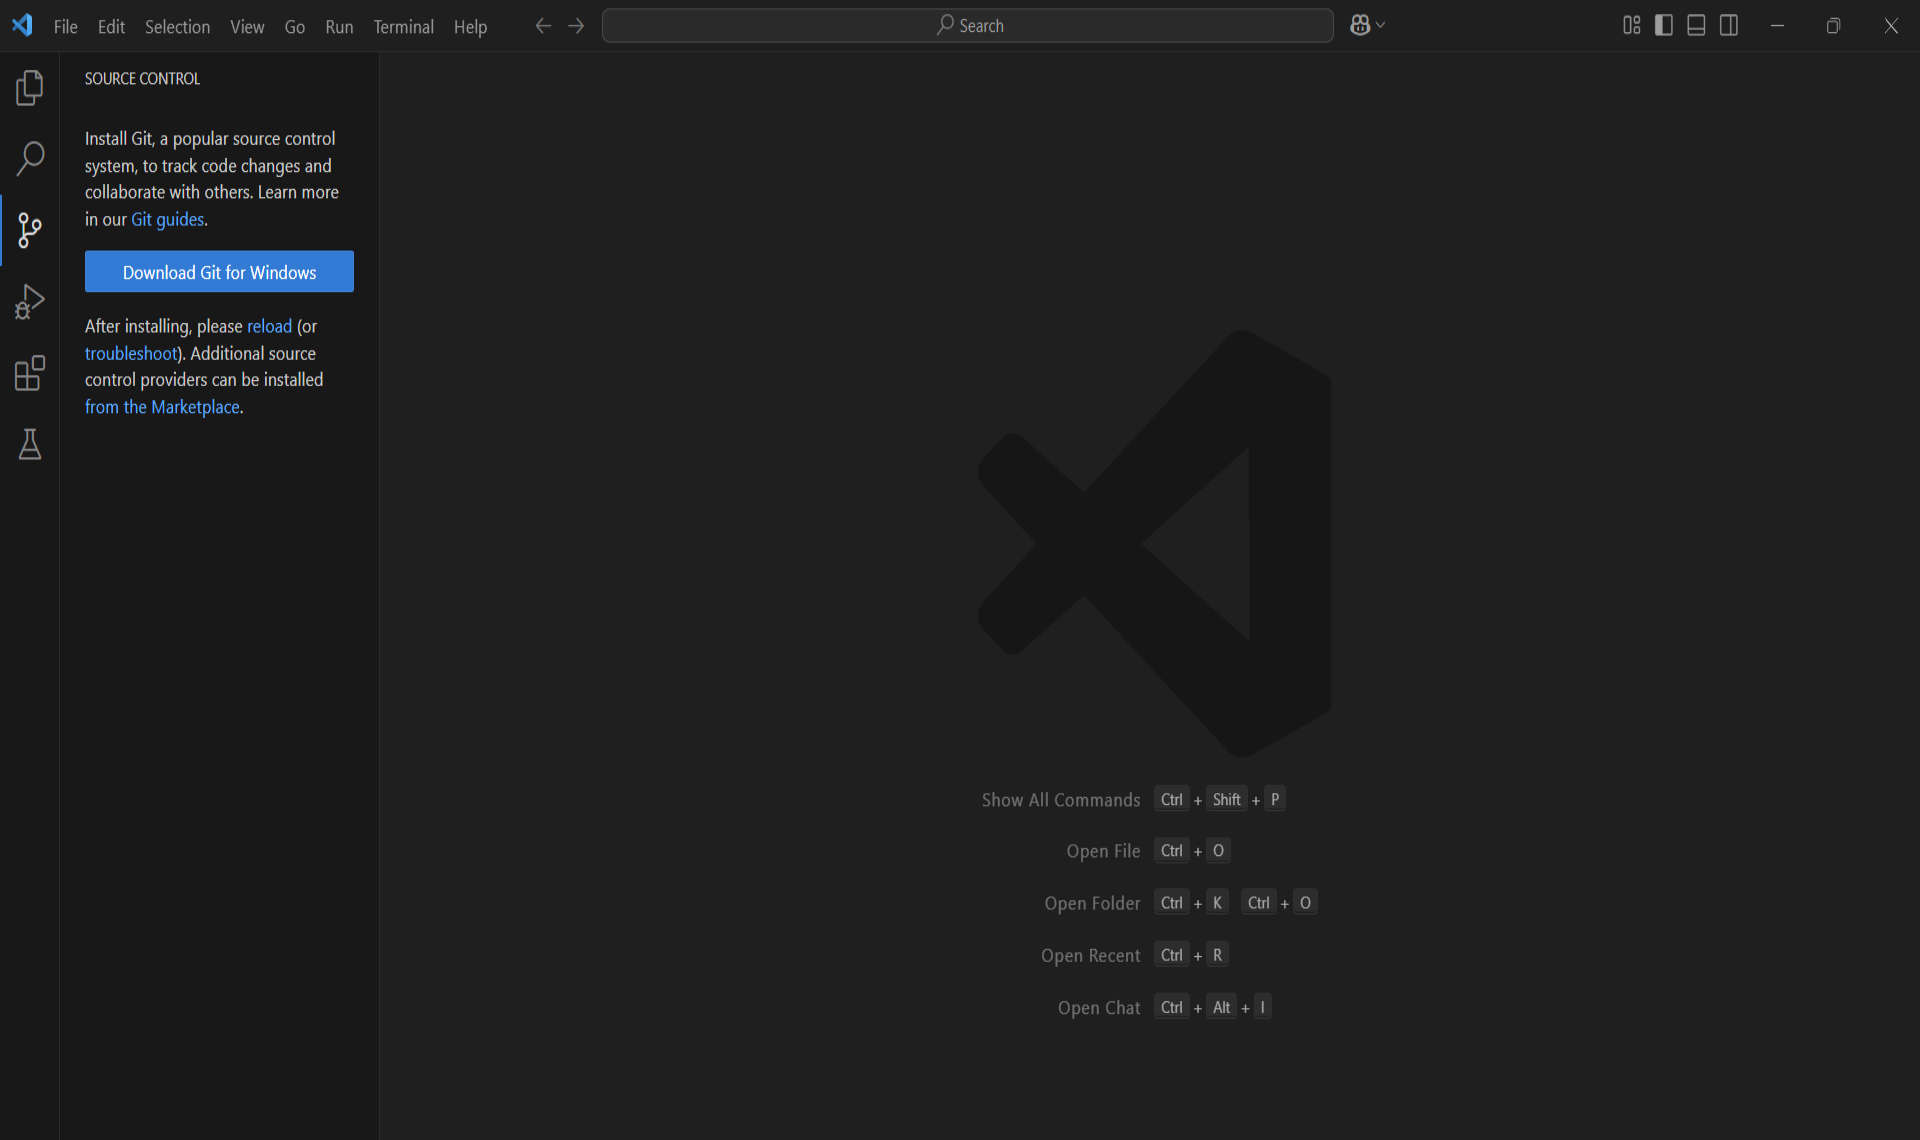 File Edit Selection View Go Run Terminal Help Search
SOURCE CONTROL
Install Git, a popular source control
system, to track code changes and
collaborate with others. Learn more
in our Git guides.
Download Git for Windows
After installing, please reload (or
troubleshoot). Additional source
control providers can be installed
from the Marketplace.
Show All Commands Ctrl + Shift + P
Open File Ctrl + O
Open Folder Ctrl + K Ctrl + O
Open Recent Ctrl + R
Open Chat Ctrl + Alt + I